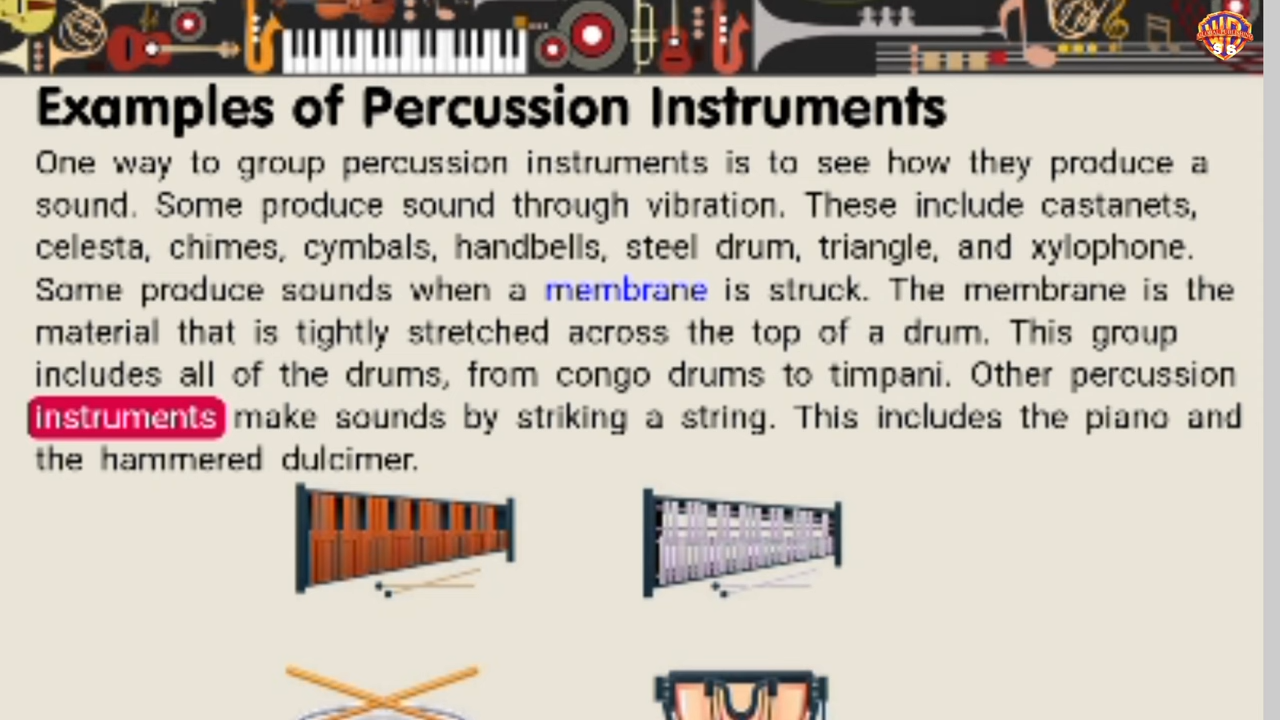 Examples of Percussion Instruments
One way to group percussion instruments is to see how they produce a
sound. Some produce sound through vibration. These include castanets,
celesta, chimes, cymbals, handbells, steel drum, triangle, and xylophone.
Some produce sounds when a membrane is struck. The membrane is the
material that is tightly stretched across the top of a drum. This group
includes all of the drums, from congo drums to timpani. Other percussion
instruments make sounds by striking a string. This includes the piano and
the hammered dulcimer.